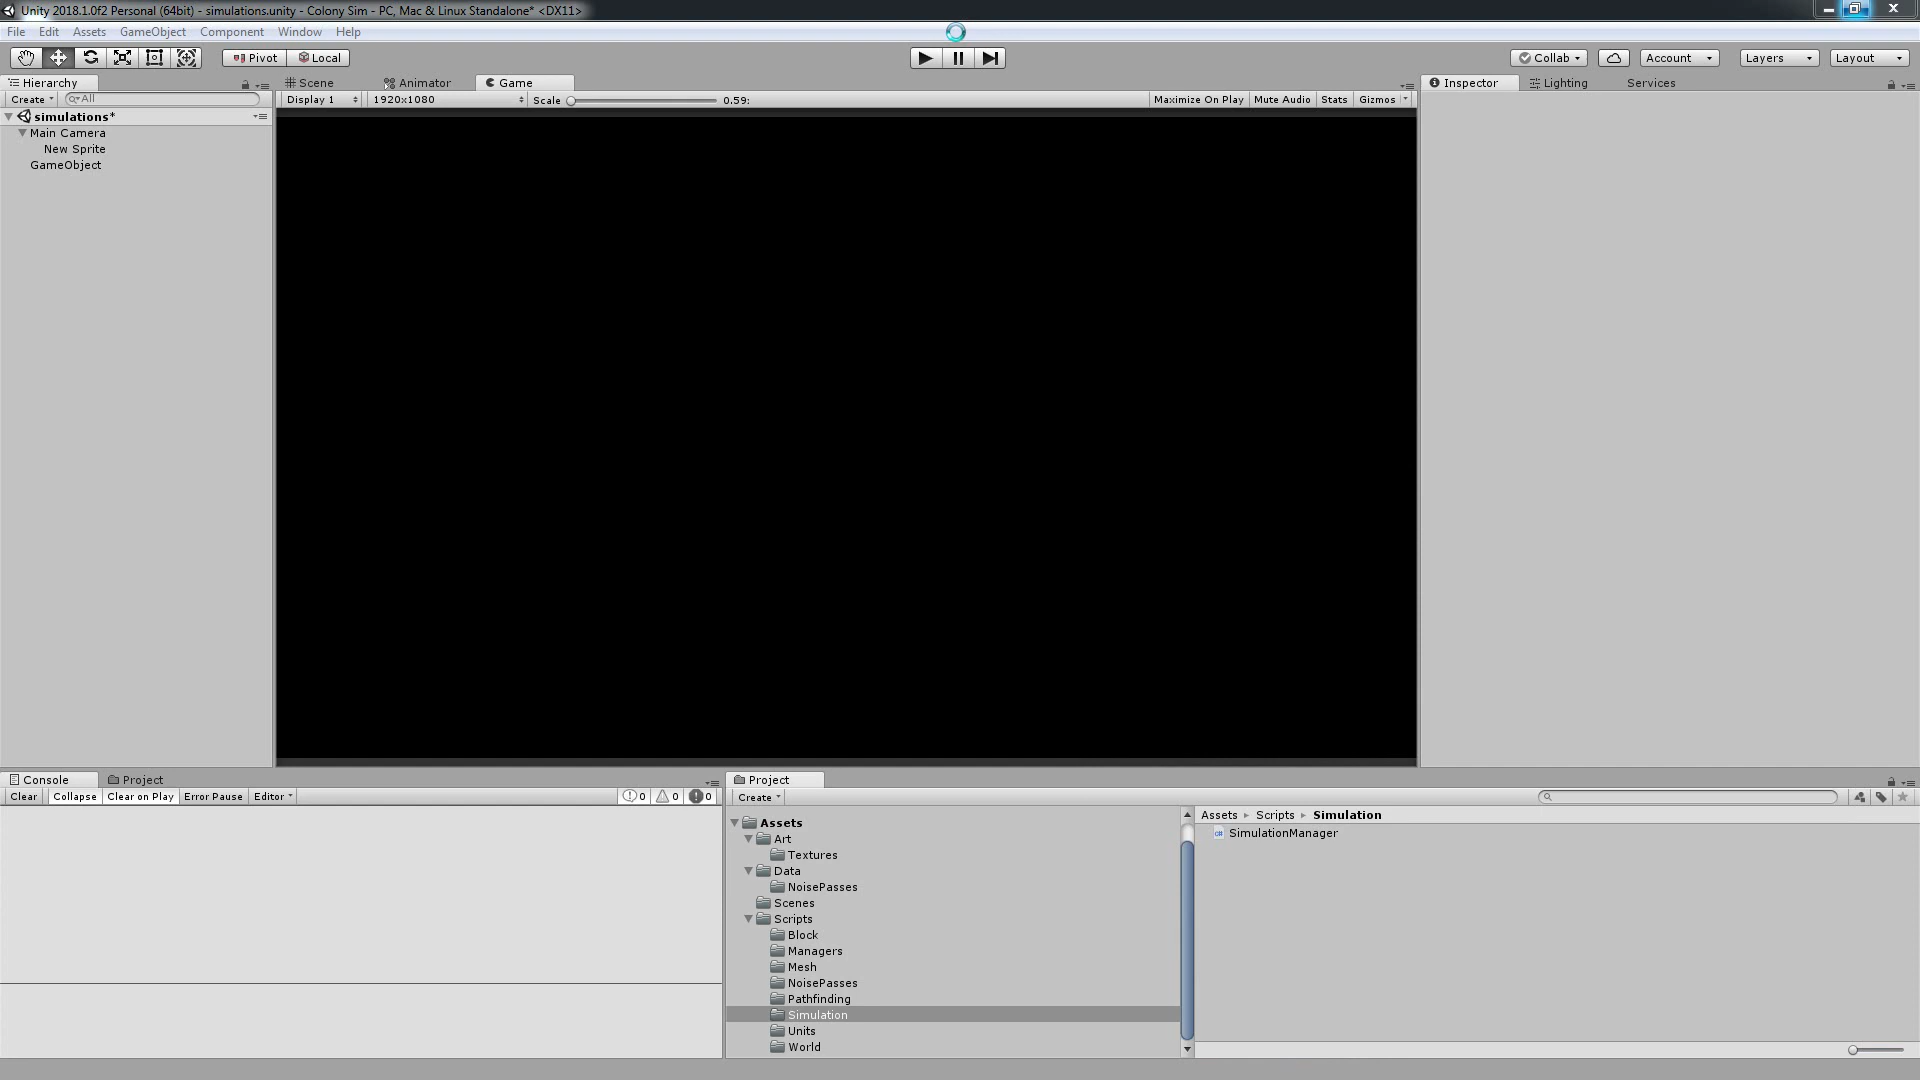 Unity 2018.1.0f2 Personal (64bit) - simulations.unity - Colony Sim - PC, Mac & Linux Standalone* <DX11>
File Edit Assets GameObject Component Window Help
Pivot Local Collab Account Layers Layout
Hierarchy Scene Animator Game Inspector Lighting Services
Create All Display 1 1920x1080 Scale 0.59: Maximize On Play Mute Audio Stats Gizmos
simulations*
Main Camera
New Sprite
GameObject
Console Project Project
Clear Collapse Clear on Play Error Pause Editor 0 0 0 Create
Assets
Art
Textures
Data
NoisePasses
Scenes
Scripts
Block
Managers
Mesh
NoisePasses
Pathfinding
Simulation
Units
World
Assets Scripts Simulation
SimulationManager